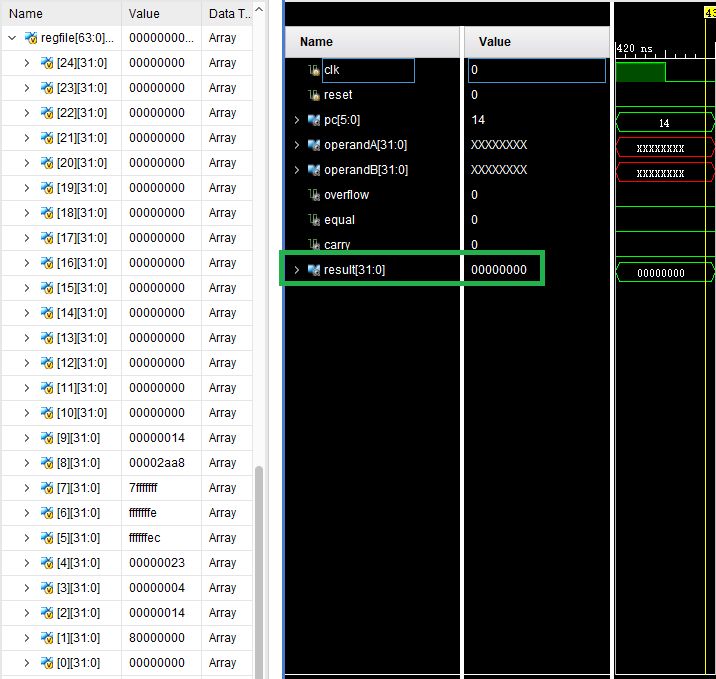 Name Value Data T...
regfile[63:0]... 00000000... Array
[24][31:0] 00000000 Array
[23][31:0] 00000000 Array
[22][31:0] 00000000 Array
[21][31:0] 00000000 Array
[20][31:0] 00000000 Array
[19][31:0] 00000000 Array
[18][31:0] 00000000 Array
[17][31:0] 00000000 Array
[16][31:0] 00000000 Array
[15][31:0] 00000000 Array
[14][31:0] 00000000 Array
[13][31:0] 00000000 Array
[12][31:0] 00000000 Array
[11][31:0] 00000000 Array
[10][31:0] 00000000 Array
[9][31:0] 00000014 Array
[8][31:0] 00002aa8 Array
[7][31:0] 7fffffff Array
[6][31:0] fffffffe Array
[5][31:0] ffffffec Array
[4][31:0] 00000023 Array
[3][31:0] 00000004 Array
[2][31:0] 00000014 Array
[1][31:0] 80000000 Array
[0][31:0] 00000000 Array
Name Value
clk 0
reset 0
pc[5:0] 14
operandA[31:0] XXXXXXXX
operandB[31:0] XXXXXXXX
overflow 0
equal 0
carry 0
result[31:0] 00000000
420 ns
14
XXXXXXXX
XXXXXXXX
00000000